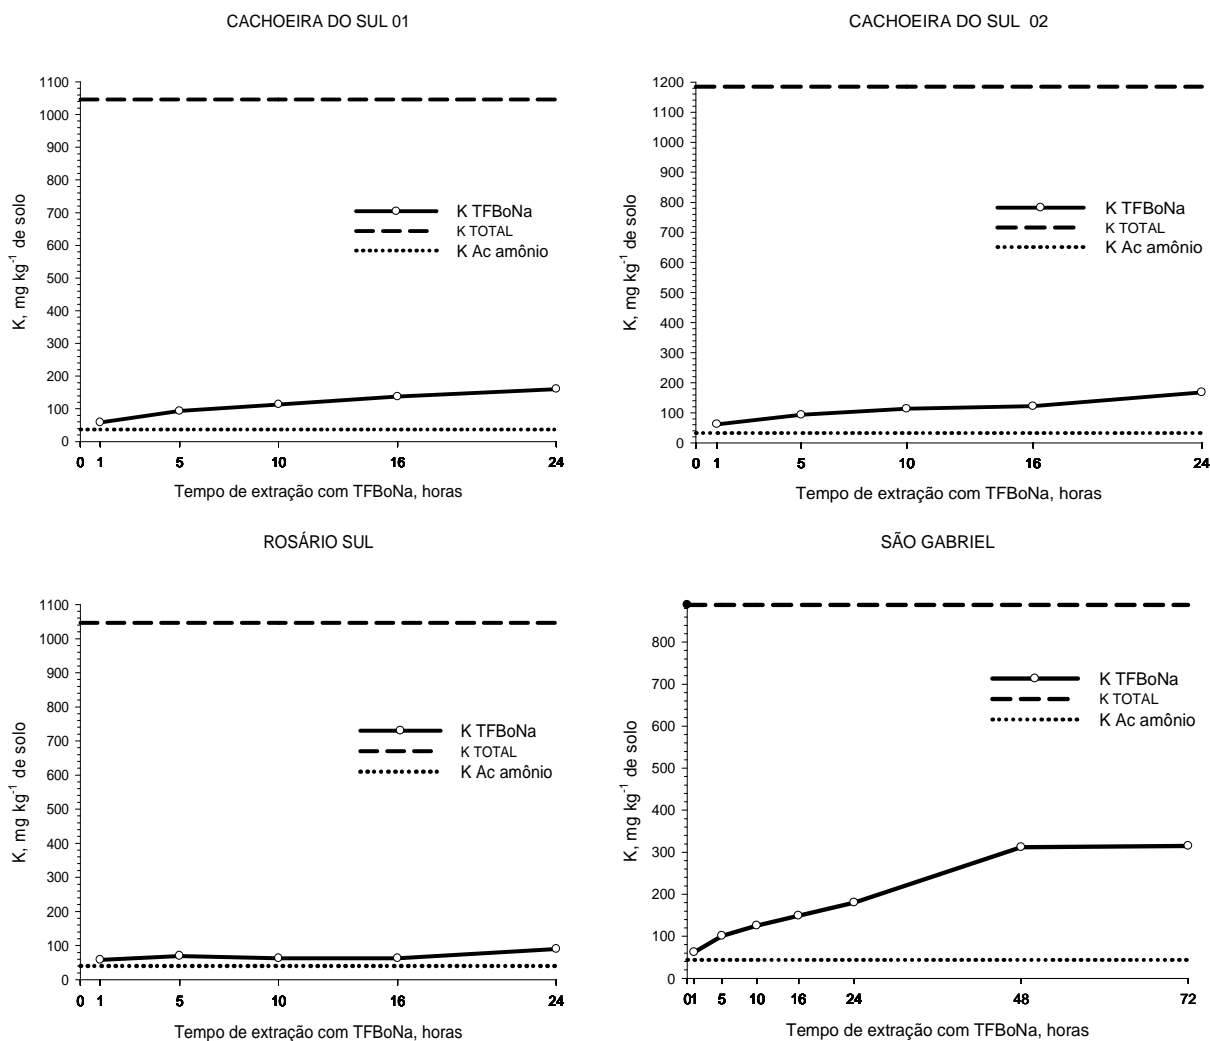 CACHOEIRA DO SUL 01
1100
1000
900
800
700
600
500
400
300
200
100
0
K, mg kg⁻¹ de solo
K TFBoNa
K TOTAL
K Ac amônio
0 1 5 10 16 24
Tempo de extração com TFBoNa, horas
CACHOEIRA DO SUL 02
1200
1100
1000
900
800
700
600
500
400
300
200
100
0
K, mg kg⁻¹ de solo
K TFBoNa
K TOTAL
K Ac amônio
0 1 5 10 16 24
Tempo de extração com TFBoNa, horas
ROSÁRIO SUL
1100
1000
900
800
700
600
500
400
300
200
100
0
K, mg kg⁻¹ de solo
K TFBoNa
K TOTAL
K Ac amônio
0 1 5 10 16 24
Tempo de extração com TFBoNa, horas
SÃO GABRIEL
800
700
600
500
400
300
200
100
0
K, mg kg⁻¹ de solo
K TFBoNa
K TOTAL
K Ac amônio
01 5 10 16 24 48 72
Tempo de extração com TFBoNa, horas